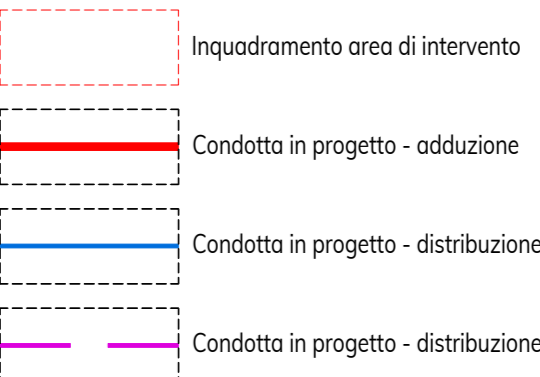 Inquadramento area di intervento
Condotta in progetto - adduzione
Condotta in progetto - distribuzione
Condotta in progetto - distribuzione